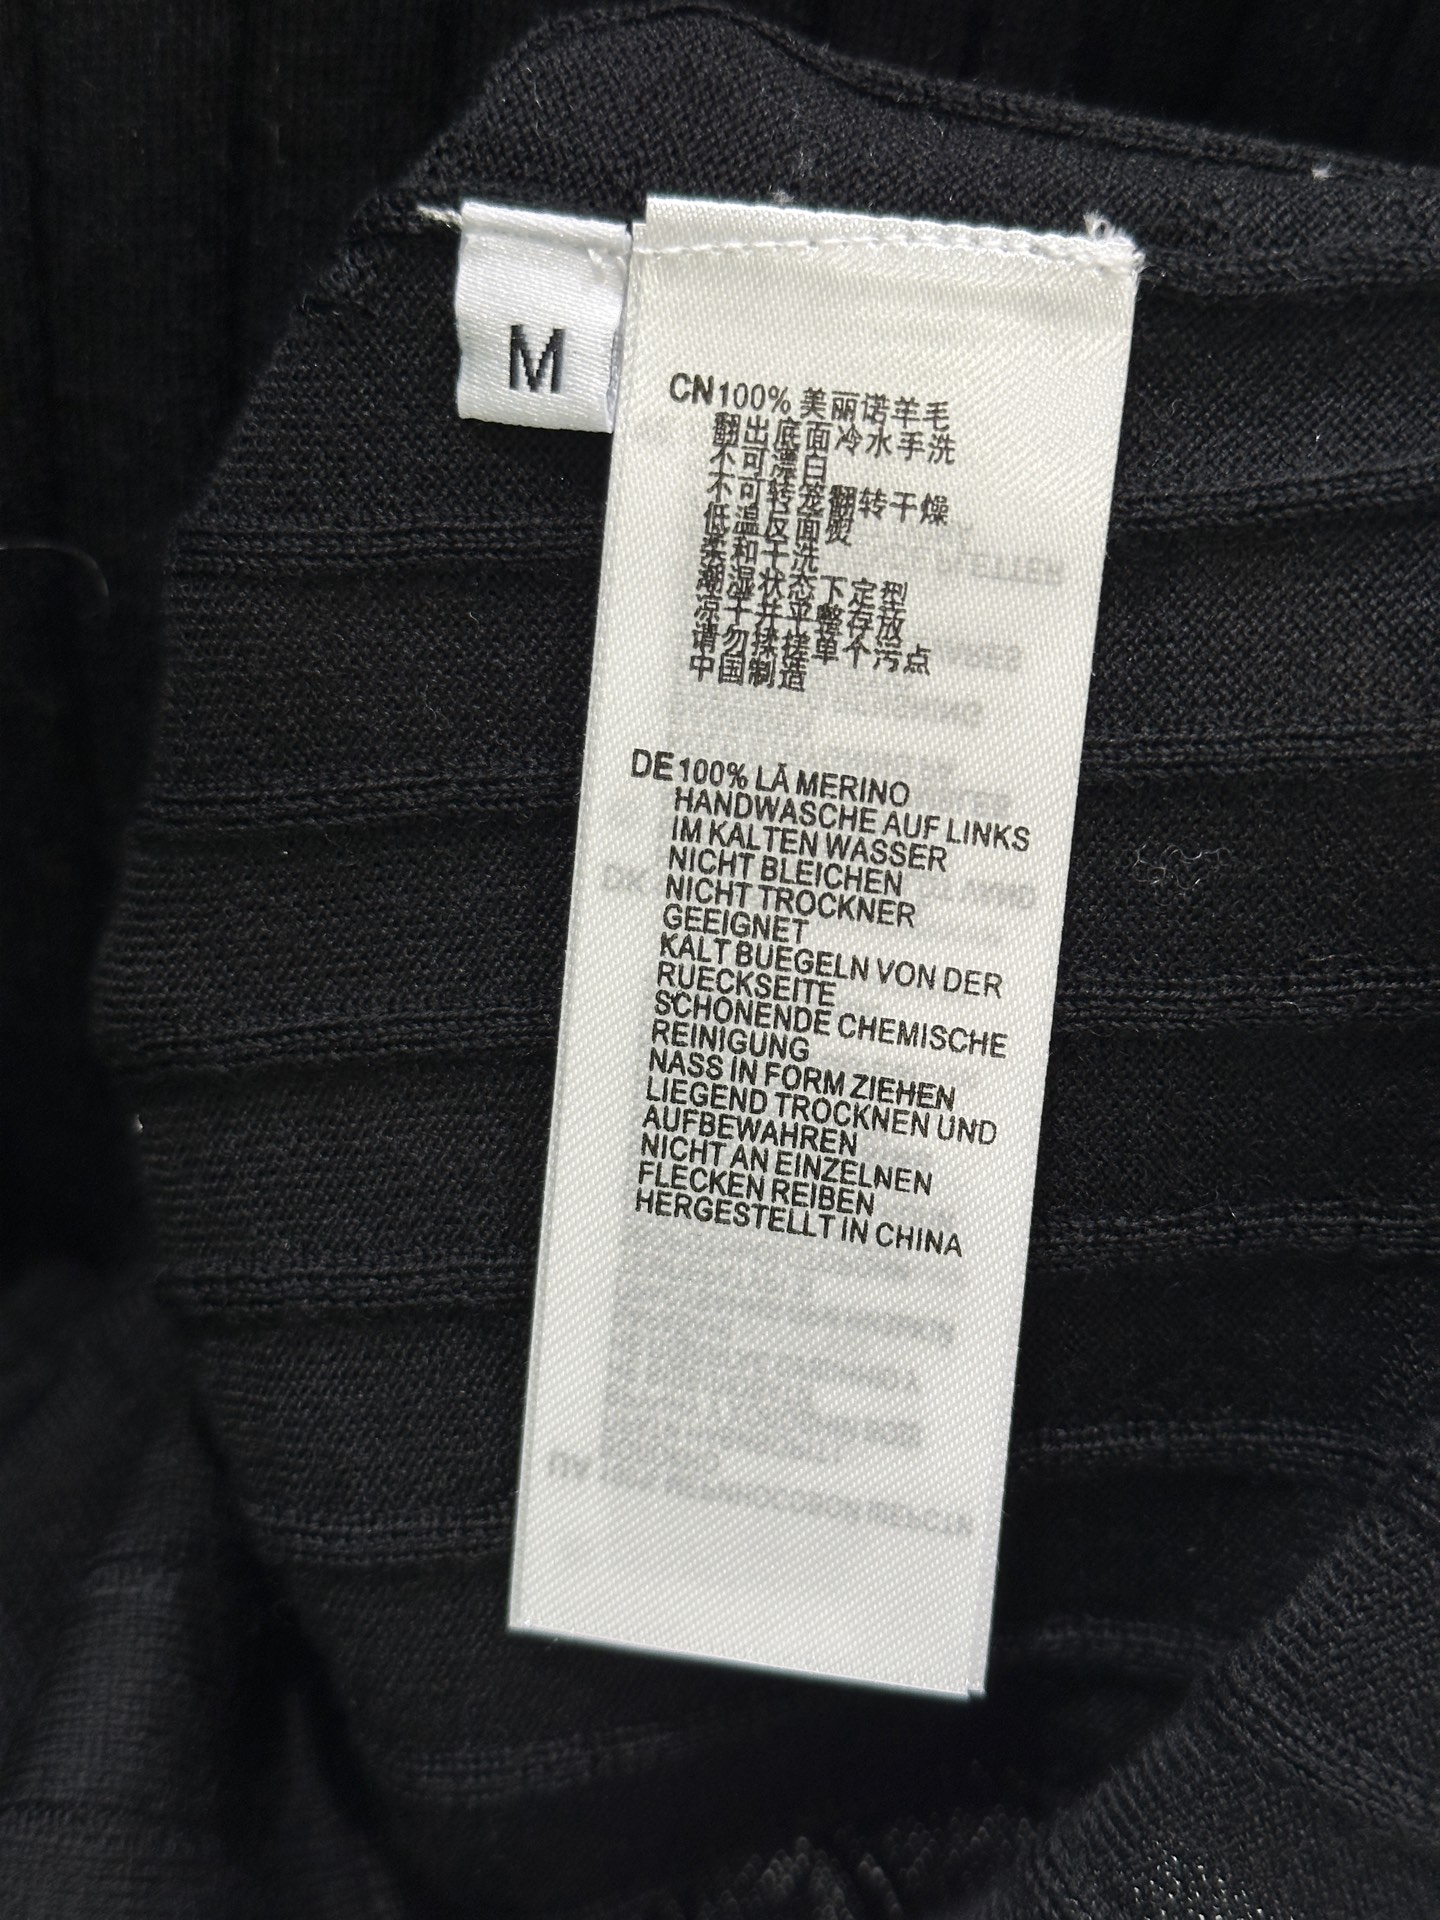 M
CN 100% 美丽诺羊毛
翻出底面冷水手洗
不可漂白
不可转笼翻转干燥
低温反面熨
柔和干洗
潮湿状态下定型
凉干并平整存放
请勿揉搓单个污点
中国制造
DE 100% LĀ MERINO
HANDWASCHE AUF LINKS
IM KALTEN WASSER
NICHT BLEICHEN
NICHT TROCKNER
GEEIGNET
KALT BUEGELN VON DER
RUECKSEITE
SCHONENDE CHEMISCHE
REINIGUNG
NASS IN FORM ZIEHEN
LIEGEND TROCKNEN UND
AUFBEWAHREN
NICHT AN EINZELNEN
FLECKEN REIBEN
HERGESTELLT IN CHINA